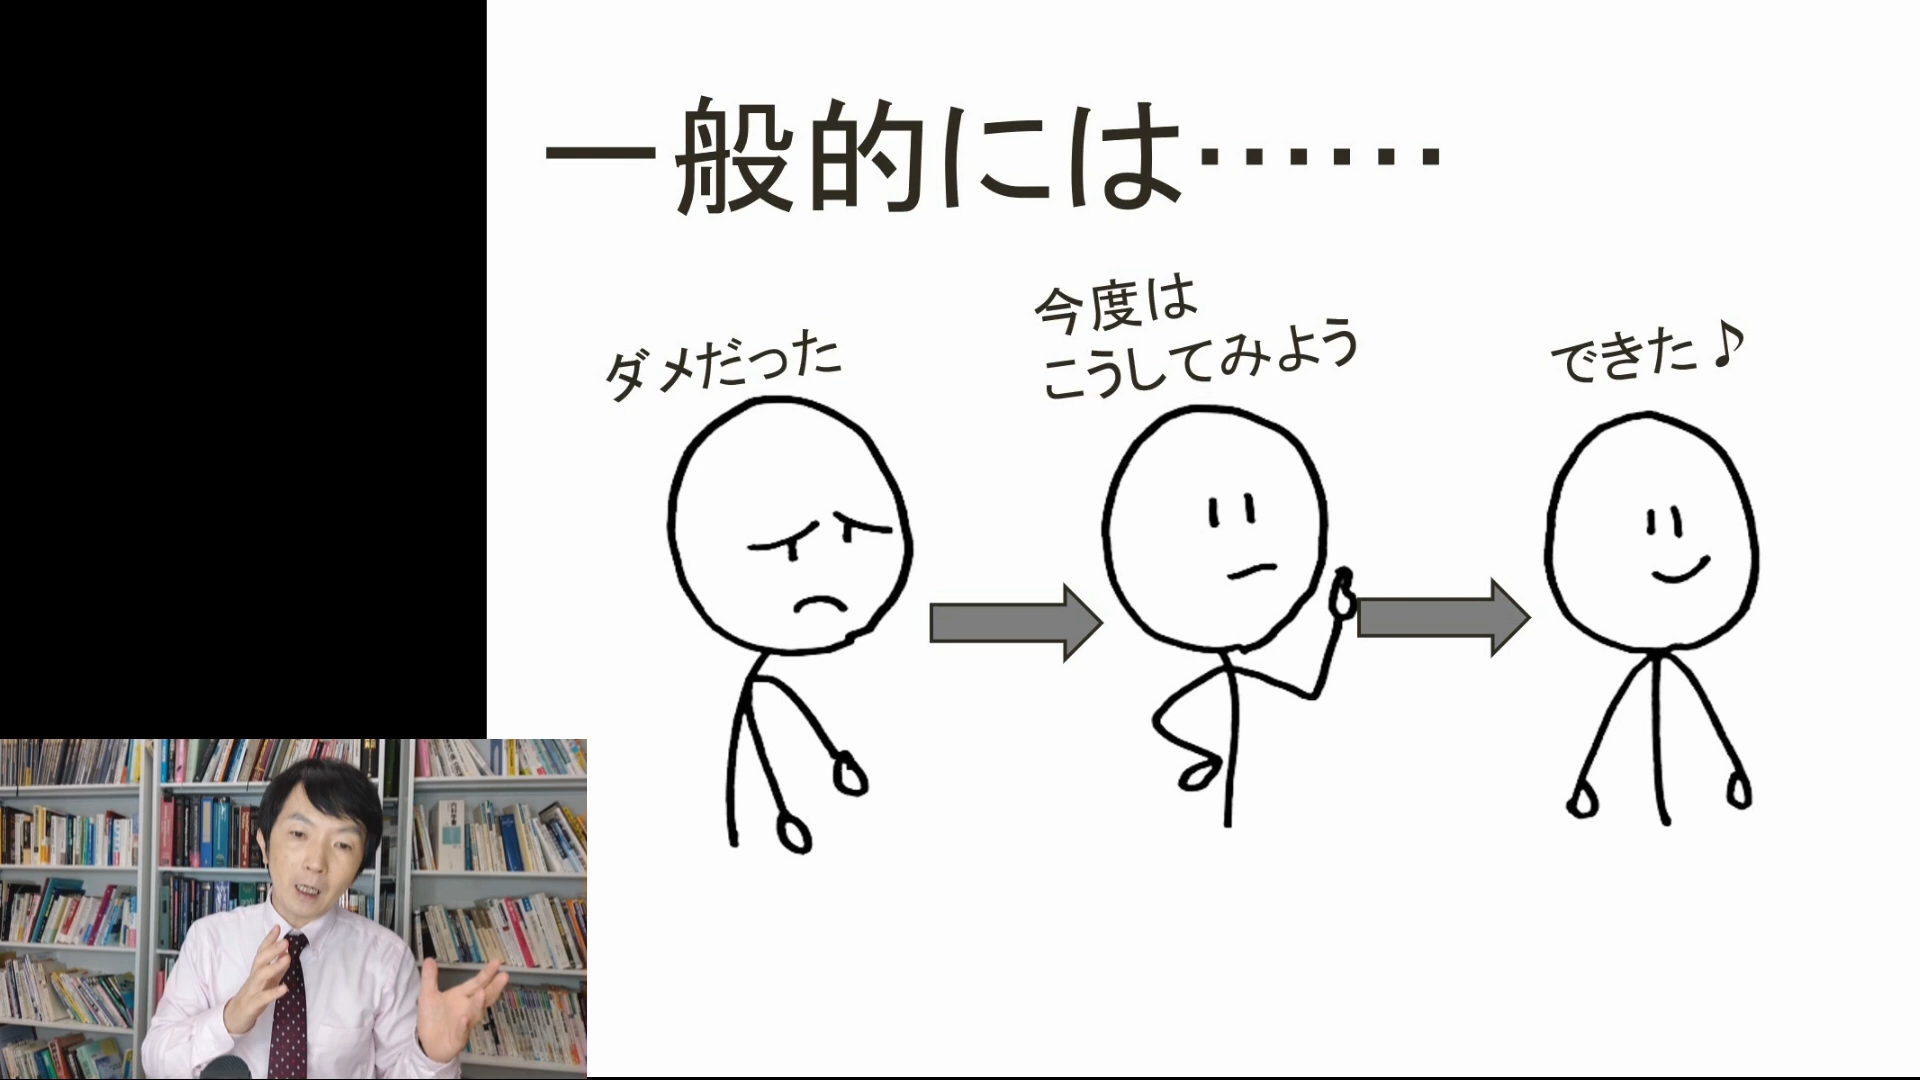 一般的には‥‥‥
ダメだった
今度は
こうしてみよう
できた♪